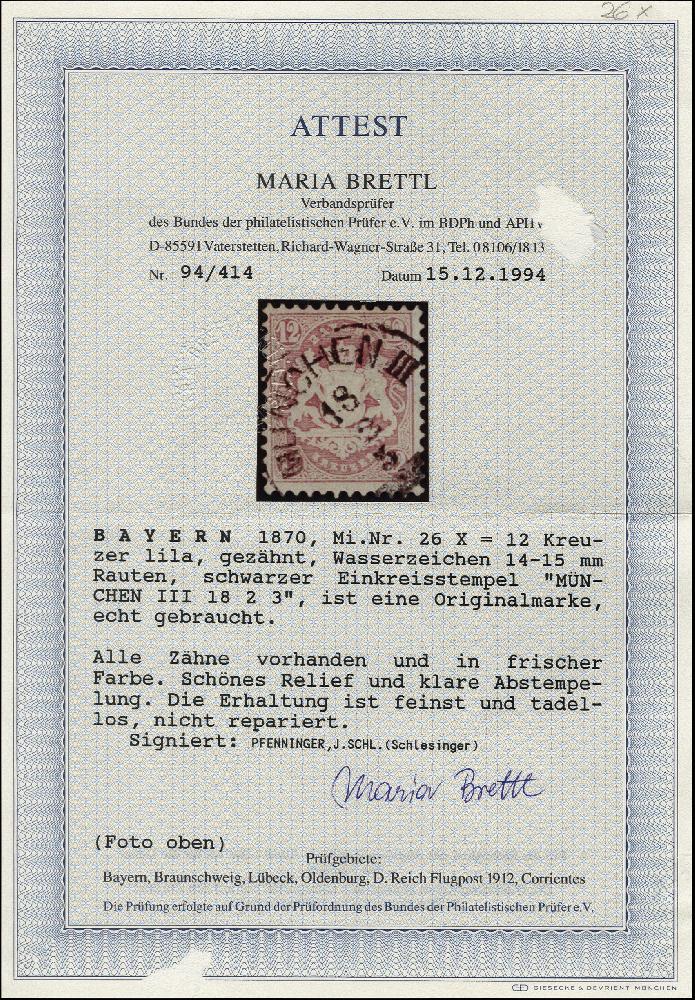 26 x
ATTEST
MARIA BRETTL
Verbandsprüfer
des Bundes der philatelistischen Prüfer e.V. im BDPh und APHV
D-85591 Vaterstetten, Richard-Wagner-Straße 31, Tel. 08106/1813
Nr. 94/414 Datum 15.12.1994
12
MÜNCHEN III
18
2 3
KREUZER
BAYERN 1870, Mi.Nr. 26 X = 12 Kreu-
zer lila, gezähnt, Wasserzeichen 14-15 mm
Rauten, schwarzer Einkreisstempel "MÜN-
CHEN III 18 2 3", ist eine Originalmarke,
echt gebraucht.
Alle Zähne vorhanden und in frischer
Farbe. Schönes Relief und klare Abstempe-
lung. Die Erhaltung ist feinst und tadel-
los, nicht repariert.
Signiert: PFENNINGER,J.SCHL.(Schlesinger)
Maria Brettl
(Foto oben)
Prüfgebiete:
Bayern, Braunschweig, Lübeck, Oldenburg, D. Reich Flugpost 1912, Corrientes
Die Prüfung erfolgte auf Grund der Prüfordnung des Bundes der Philatelistischen Prüfer e.V.
GIESECKE & DEVRIENT MÜNCHEN